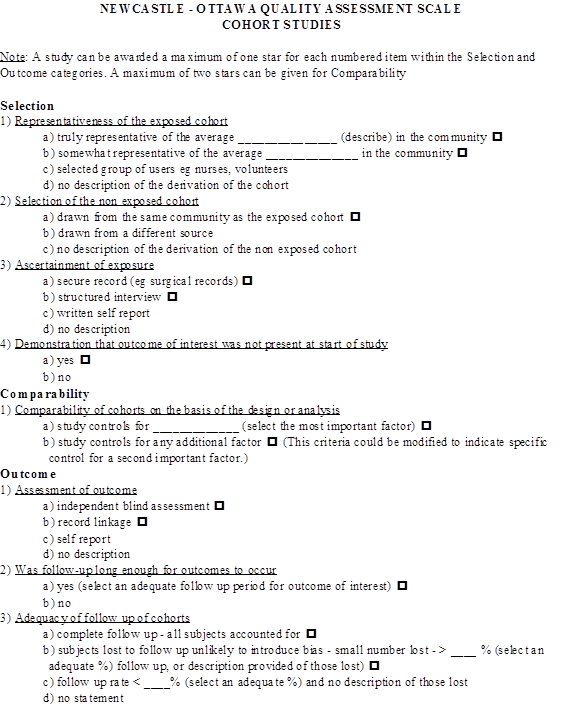 NEWCASTLE - OTTAWA QUALITY ASSESSMENT SCALE
COHORT STUDIES
Note: A study can be awarded a maximum of one star for each numbered item within the Selection and
Outcome categories. A maximum of two stars can be given for Comparability
Selection
1) Representativeness of the exposed cohort
a) truly representative of the average _______________ (describe) in the community □
b) somewhat representative of the average ______________ in the community □
c) selected group of users eg nurses, volunteers
d) no description of the derivation of the cohort
2) Selection of the non exposed cohort
a) drawn from the same community as the exposed cohort □
b) drawn from a different source
c) no description of the derivation of the non exposed cohort
3) Ascertainment of exposure
a) secure record (eg surgical records) □
b) structured interview □
c) written self report
d) no description
4) Demonstration that outcome of interest was not present at start of study
a) yes □
b) no
Comparability
1) Comparability of cohorts on the basis of the design or analysis
a) study controls for _____________ (select the most important factor) □
b) study controls for any additional factor □ (This criteria could be modified to indicate specific
control for a second important factor.)
Outcome
1) Assessment of outcome
a) independent blind assessment □
b) record linkage □
c) self report
d) no description
2) Was follow-up long enough for outcomes to occur
a) yes (select an adequate follow up period for outcome of interest) □
b) no
3) Adequacy of follow up of cohorts
a) complete follow up - all subjects accounted for □
b) subjects lost to follow up unlikely to introduce bias - small number lost - > ____ % (select an
adequate %) follow up, or description provided of those lost) □
c) follow up rate < ____% (select an adequate %) and no description of those lost
d) no statement